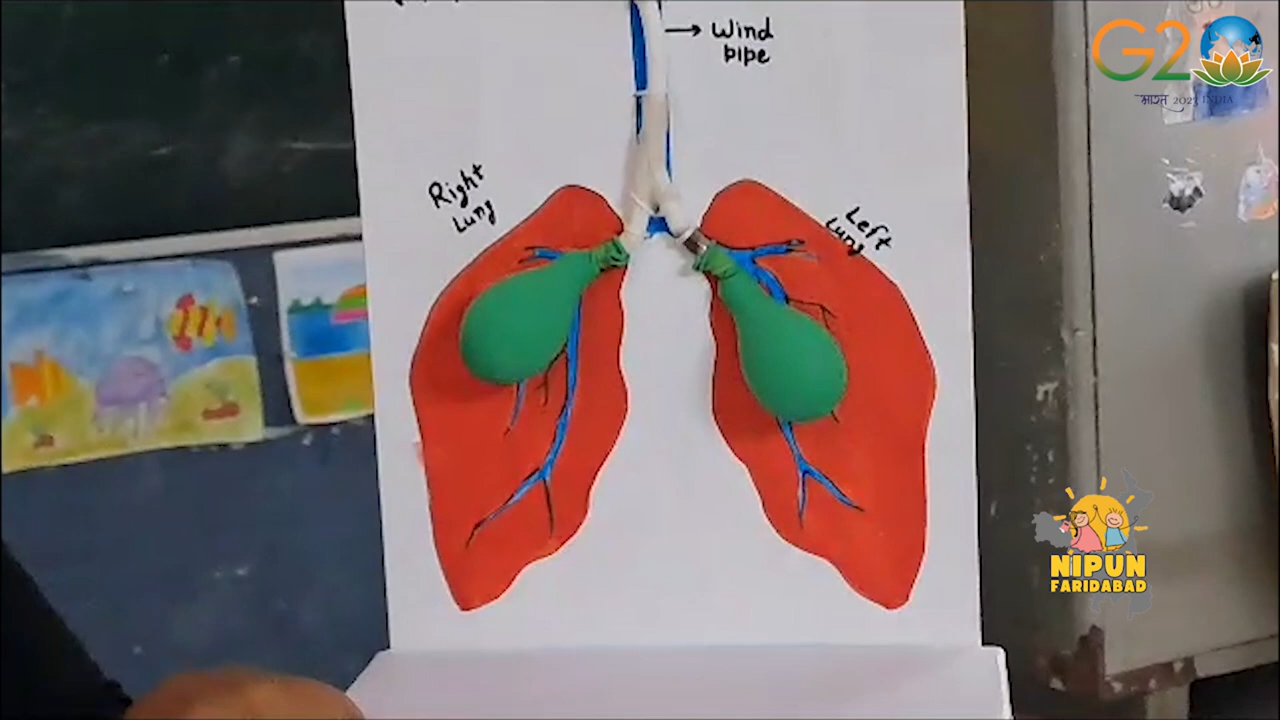 Wind
pipe
Right
Lung
Left
Lung
G20
भारत 2023 INDIA
NIPUN
FARIDABAD